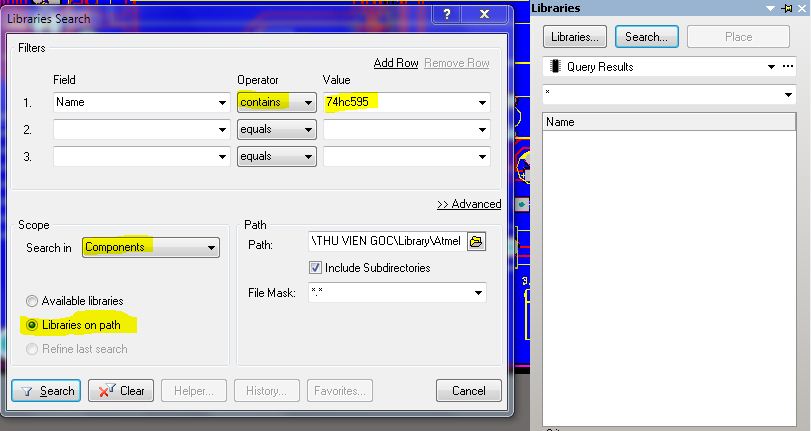 Libraries Search
Filters
Add Row Remove Row
Field Operator Value
1. Name contains 74hc595
2. equals
3. equals
>> Advanced
Scope
Search in Components
Available libraries
Libraries on path
Refine last search
Path
Path: \THU VIEN GOC\Library\Atmel
Include Subdirectories
File Mask: *.*
Search Clear Helper... History... Favorites... Cancel
Libraries
Libraries... Search... Place
Query Results ...
*
Name